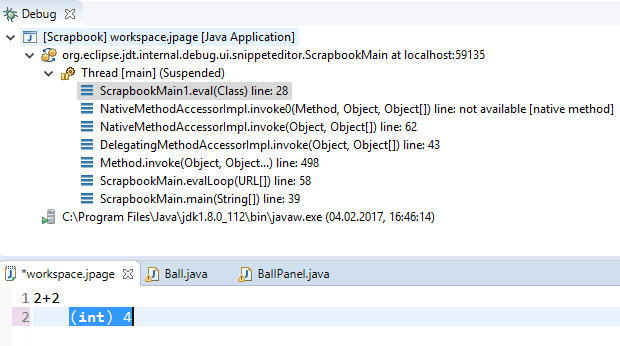 Debug
[Scrapbook] workspace.jpage [Java Application]
org.eclipse.jdt.internal.debug.ui.snippeteditor.ScrapbookMain at localhost:59135
Thread [main] (Suspended)
ScrapbookMain1.eval(Class) line: 28
NativeMethodAccessorImpl.invoke0(Method, Object, Object[]) line: not available [native method]
NativeMethodAccessorImpl.invoke(Object, Object[]) line: 62
DelegatingMethodAccessorImpl.invoke(Object, Object[]) line: 43
Method.invoke(Object, Object...) line: 498
ScrapbookMain.evalLoop(URL[]) line: 58
ScrapbookMain.main(String[]) line: 39
C:\Program Files\Java\jdk1.8.0_112\bin\javaw.exe (04.02.2017, 16:46:14)
*workspace.jpage Ball.java BallPanel.java
1 2+2
2 (int) 4